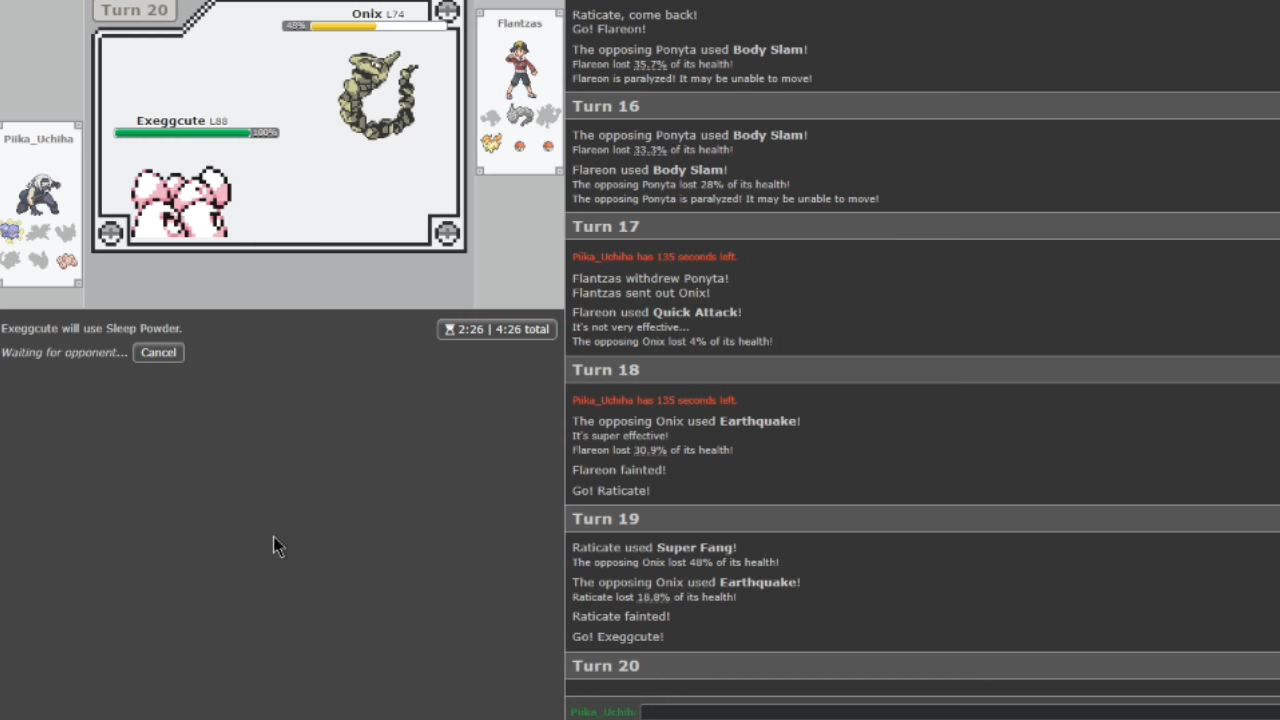 Turn 20
Onix L74
48%
Exeggcute L88
100%
Flantzas
Piika_Uchiha
Exeggcute will use Sleep Powder.
2:26 | 4:26 total
Waiting for opponent... Cancel
Raticate, come back!
Go! Flareon!
The opposing Ponyta used Body Slam!
Flareon lost 35.7% of its health!
Flareon is paralyzed! It may be unable to move!
Turn 16
The opposing Ponyta used Body Slam!
Flareon lost 33.3% of its health!
Flareon used Body Slam!
The opposing Ponyta lost 28% of its health!
The opposing Ponyta is paralyzed! It may be unable to move!
Turn 17
Piika_Uchiha has 135 seconds left.
Flantzas withdrew Ponyta!
Flantzas sent out Onix!
Flareon used Quick Attack!
It's not very effective...
The opposing Onix lost 4% of its health!
Turn 18
Piika_Uchiha has 135 seconds left.
The opposing Onix used Earthquake!
It's super effective!
Flareon lost 30.9% of its health!
Flareon fainted!
Go! Raticate!
Turn 19
Raticate used Super Fang!
The opposing Onix lost 48% of its health!
The opposing Onix used Earthquake!
Raticate lost 18.8% of its health!
Raticate fainted!
Go! Exeggcute!
Turn 20
Piika_Uchih: